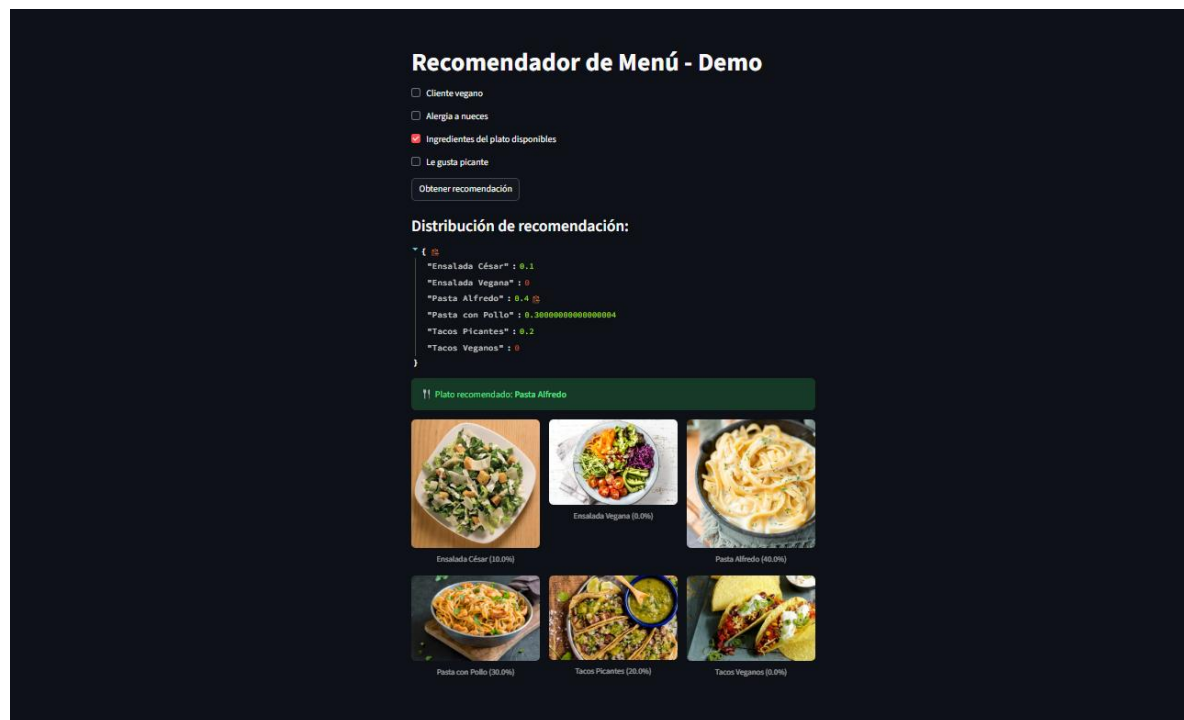 Recomendador de Menú - Demo
Cliente vegano
Alergia a nueces
Ingredientes del plato disponibles
Le gusta picante
Obtener recomendación
Distribución de recomendación:
{
"Ensalada César" : 0.1
"Ensalada Vegana" : 0
"Pasta Alfredo" : 0.4
"Pasta con Pollo" : 0.30000000000000004
"Tacos Picantes" : 0.2
"Tacos Veganos" : 0
}
Plato recomendado: Pasta Alfredo
Ensalada César (10.0%)
Ensalada Vegana (0.0%)
Pasta Alfredo (40.0%)
Pasta con Pollo (30.0%)
Tacos Picantes (20.0%)
Tacos Veganos (0.0%)